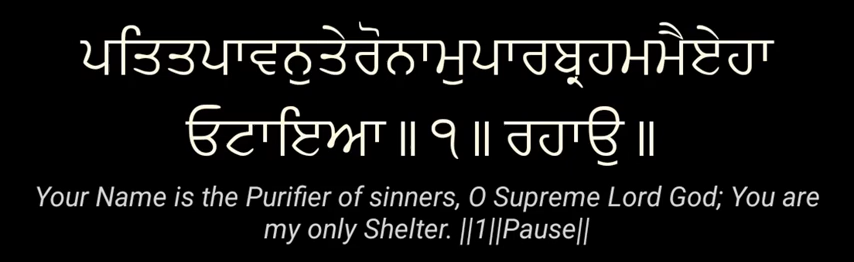 ਪਤਿਤਪਾਵਨੁਤੇਰੋਨਾਮੁਪਾਰਬ੍ਰਹਮਮੈਏਹਾ
ਓਟਾਇਆ ॥ ੧ ॥ ਰਹਾਉ ॥
Your Name is the Purifier of sinners, O Supreme Lord God; You are
my only Shelter. ||1||Pause||